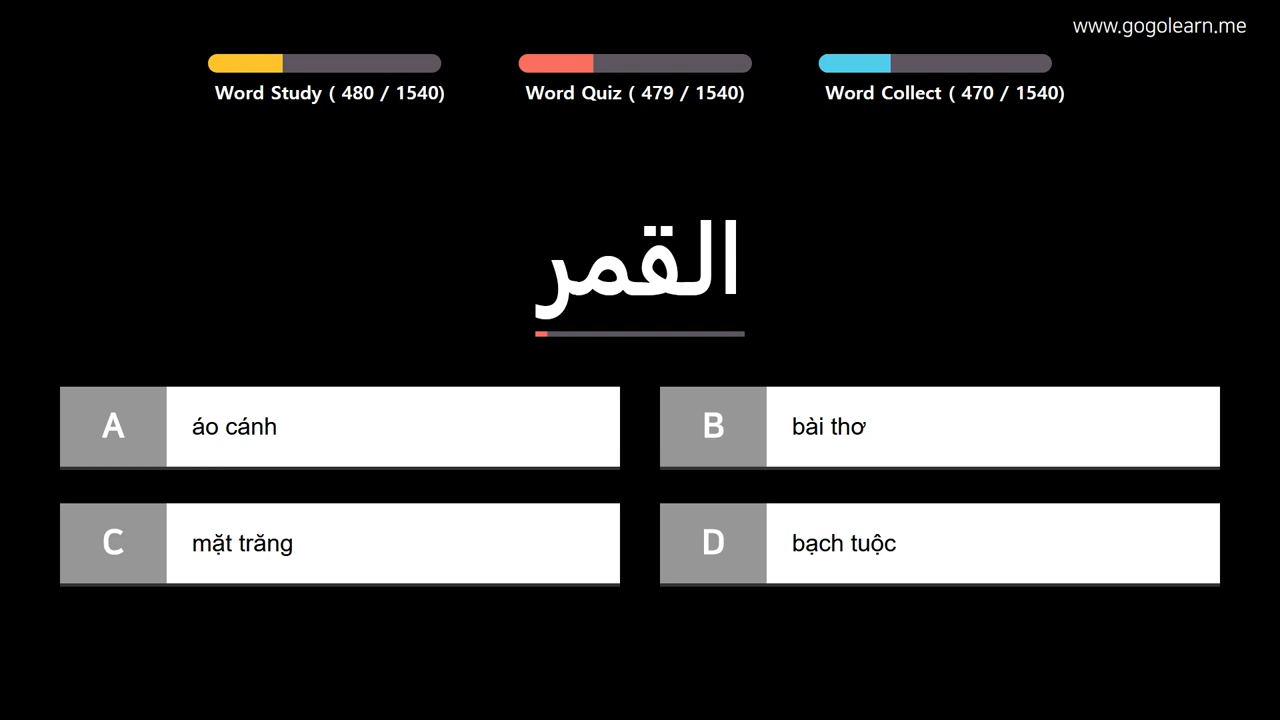 www.gogolearn.me
Word Study ( 480 / 1540)
Word Quiz ( 479 / 1540)
Word Collect ( 470 / 1540)
القمر
A
áo cánh
B
bài thơ
C
mặt trăng
D
bạch tuộc